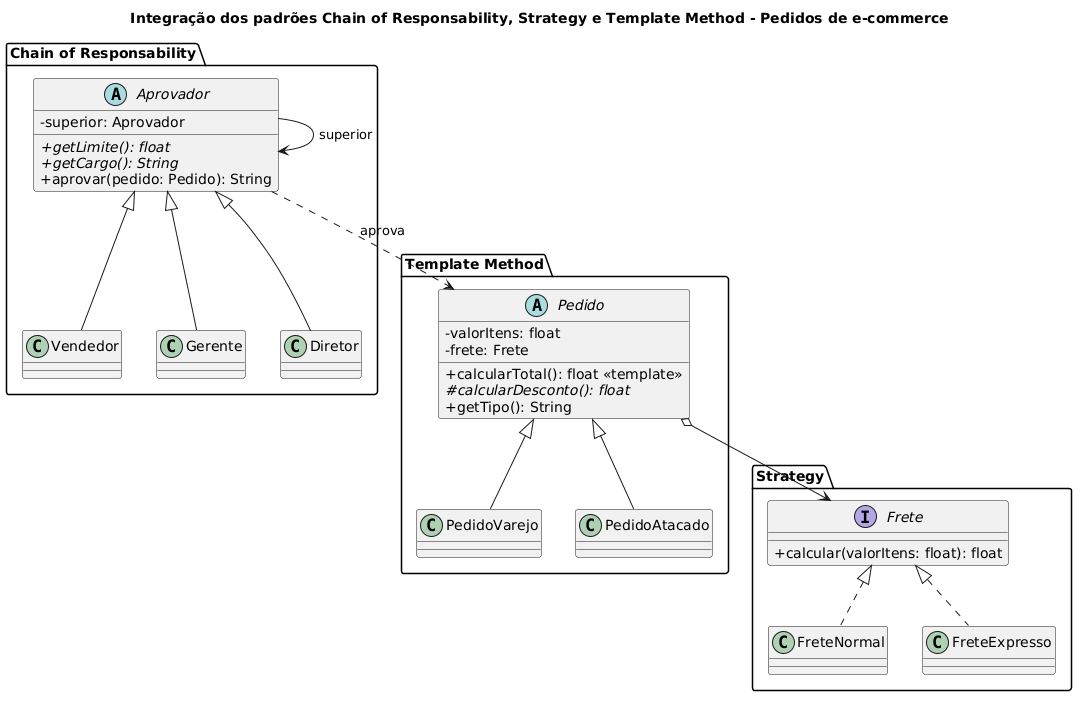 Integração dos padrões Chain of Responsability, Strategy e Template Method - Pedidos de e-commerce
Chain of Responsability
A Aprovador
-superior: Aprovador
+getLimite(): float
+getCargo(): String
+aprovar(pedido: Pedido): String
superior
aprova
C Vendedor
C Gerente
C Diretor
Template Method
A Pedido
-valorItens: float
-frete: Frete
+calcularTotal(): float «template»
#calcularDesconto(): float
+getTipo(): String
C PedidoVarejo
C PedidoAtacado
Strategy
I Frete
+calcular(valorItens: float): float
C FreteNormal
C FreteExpresso